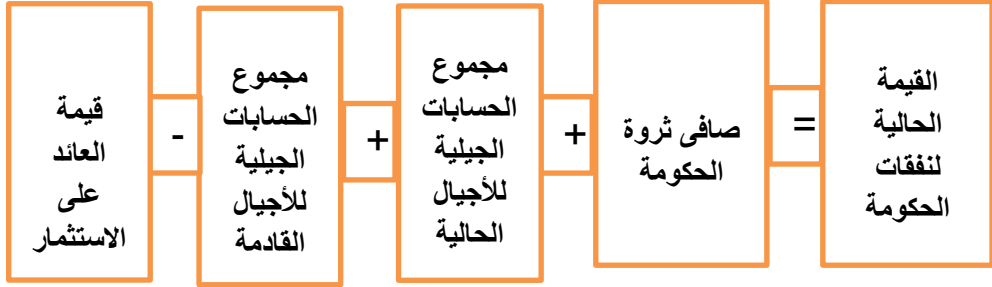 القيمة
الحالية
لنفقات
الحكومة
=
صافى ثروة
الحكومة
+
مجموع
الحسابات
الجيلية
للأجيال
الحالية
+
مجموع
الحسابات
الجيلية
للأجيال
القادمة
-
قيمة
العائد
على
الاستثمار